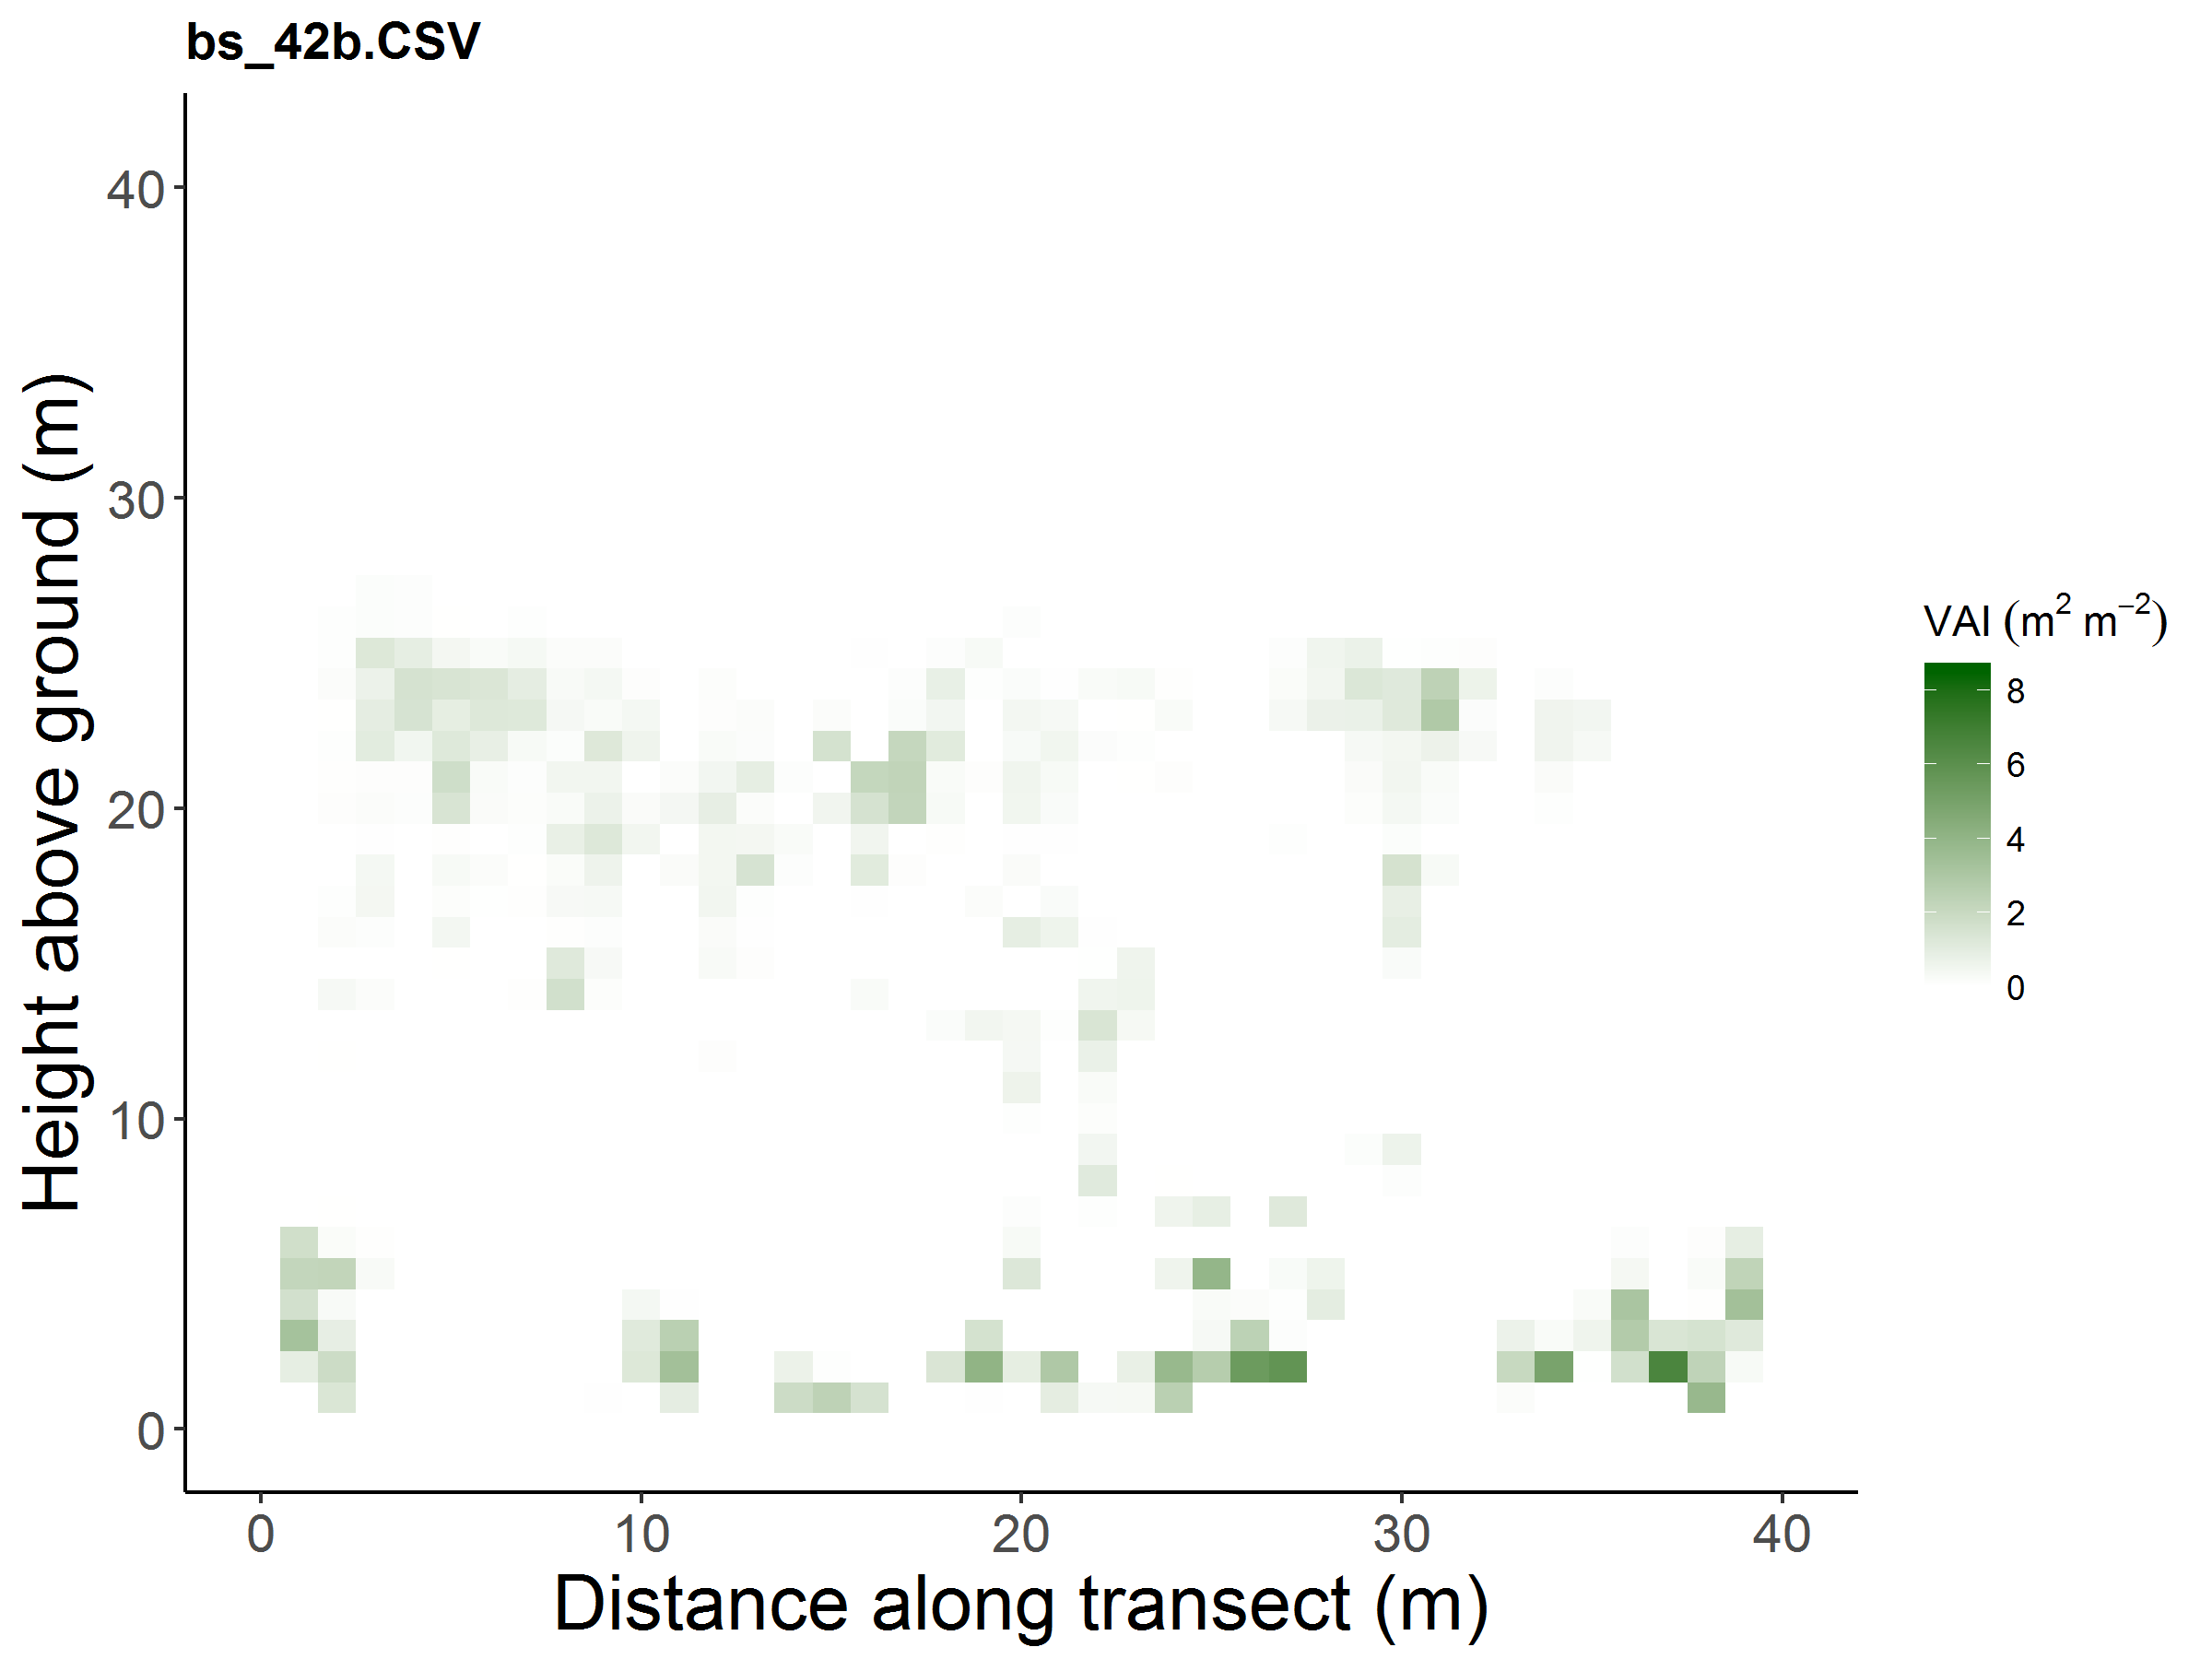 bs_42b.CSV
40
30
20
10
0
Height above ground (m)
0 10 20 30 40
Distance along transect (m)
VAI (m² m⁻²)
8
6
4
2
0